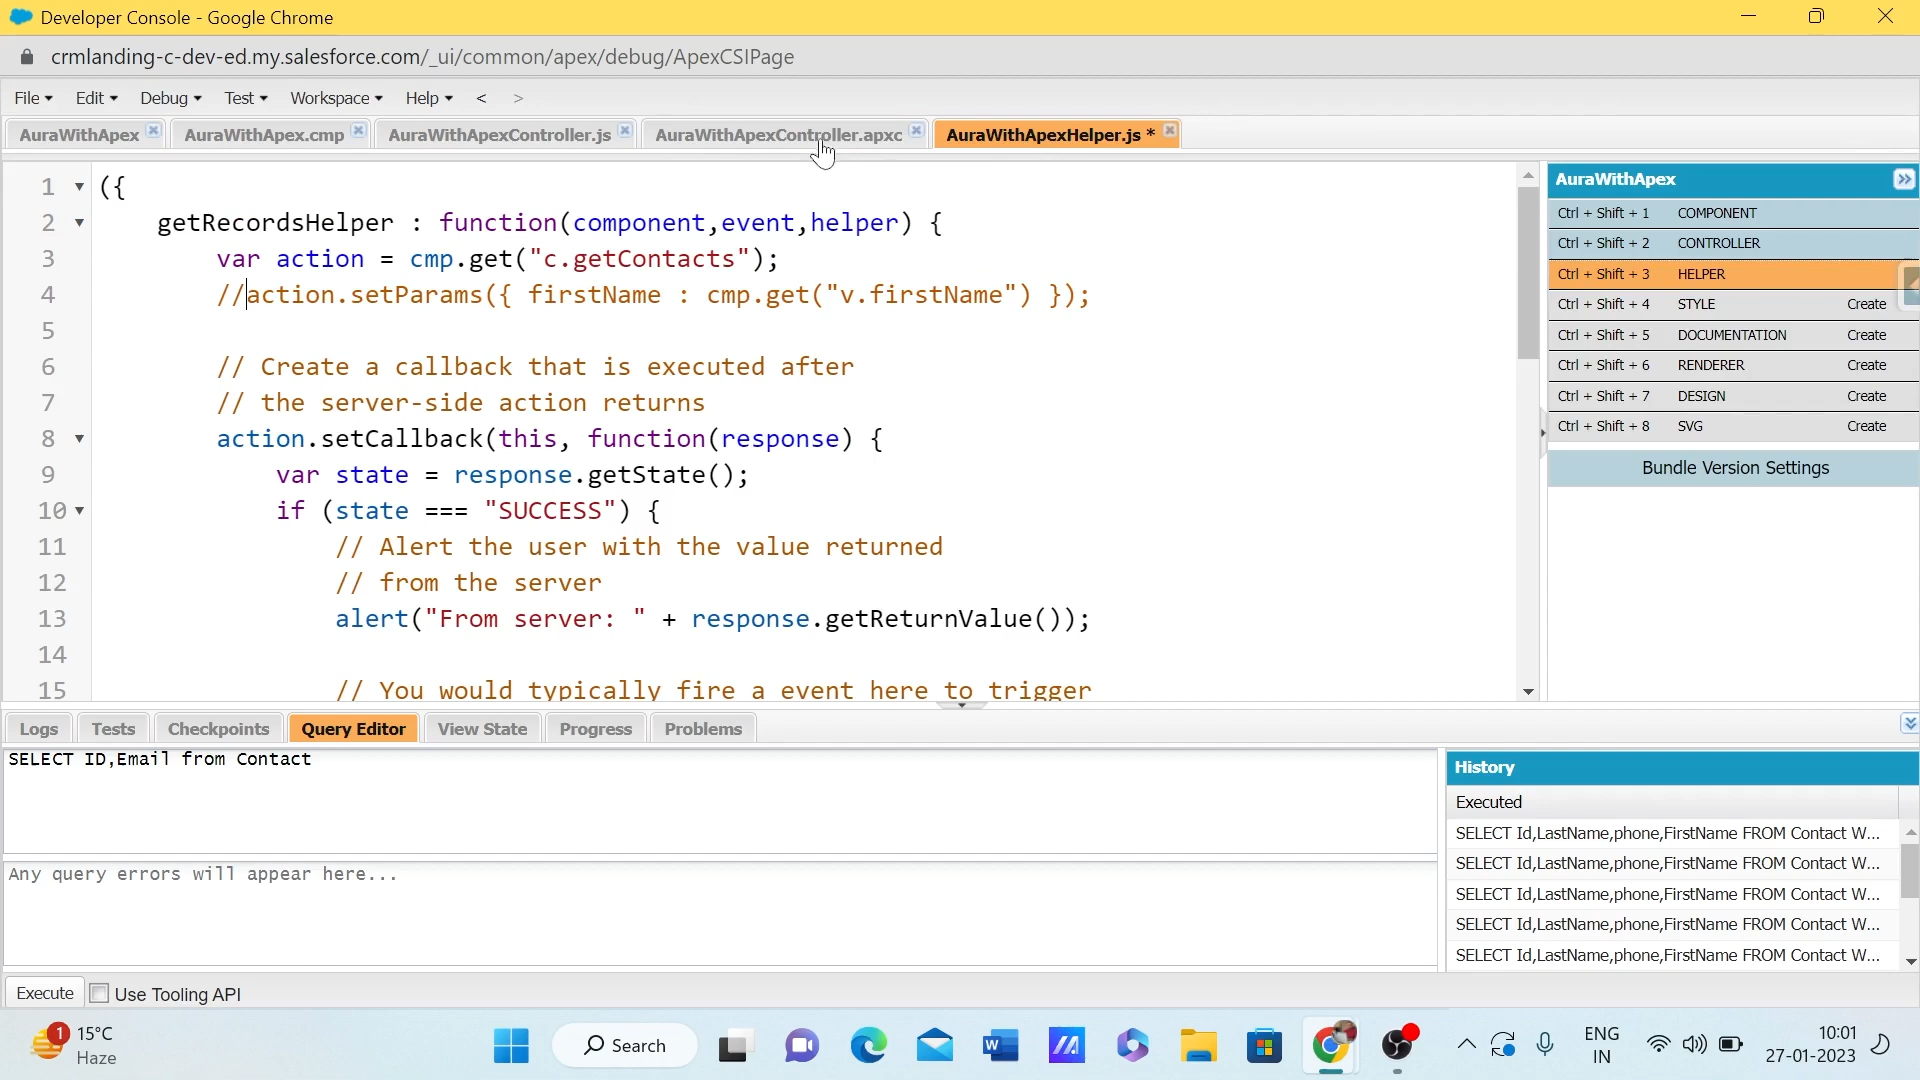 Developer Console - Google Chrome
crmlanding-c-dev-ed.my.salesforce.com/_ui/common/apex/debug/ApexCSIPage
File Edit Debug Test Workspace Help < >
AuraWithApex AuraWithApex.cmp AuraWithApexController.js AuraWithApexController.apxc AuraWithApexHelper.js *
1 ({
2 getRecordsHelper : function(component,event,helper) {
3 var action = cmp.get("c.getContacts");
4 //action.setParams({ firstName : cmp.get("v.firstName") });
5
6 // Create a callback that is executed after
7 // the server-side action returns
8 action.setCallback(this, function(response) {
9 var state = response.getState();
10 if (state === "SUCCESS") {
11 // Alert the user with the value returned
12 // from the server
13 alert("From server: " + response.getReturnValue());
14
15 // You would typically fire a event here to trigger
AuraWithApex
Ctrl + Shift + 1 COMPONENT
Ctrl + Shift + 2 CONTROLLER
Ctrl + Shift + 3 HELPER
Ctrl + Shift + 4 STYLE Create
Ctrl + Shift + 5 DOCUMENTATION Create
Ctrl + Shift + 6 RENDERER Create
Ctrl + Shift + 7 DESIGN Create
Ctrl + Shift + 8 SVG Create
Bundle Version Settings
Logs Tests Checkpoints Query Editor View State Progress Problems
SELECT ID,Email from Contact
Any query errors will appear here...
History
Executed
SELECT Id,LastName,phone,FirstName FROM Contact W...
SELECT Id,LastName,phone,FirstName FROM Contact W...
SELECT Id,LastName,phone,FirstName FROM Contact W...
SELECT Id,LastName,phone,FirstName FROM Contact W...
SELECT Id,LastName,phone,FirstName FROM Contact W...
Execute Use Tooling API
1 15°C
Haze
Search
ENG
IN
10:01
27-01-2023